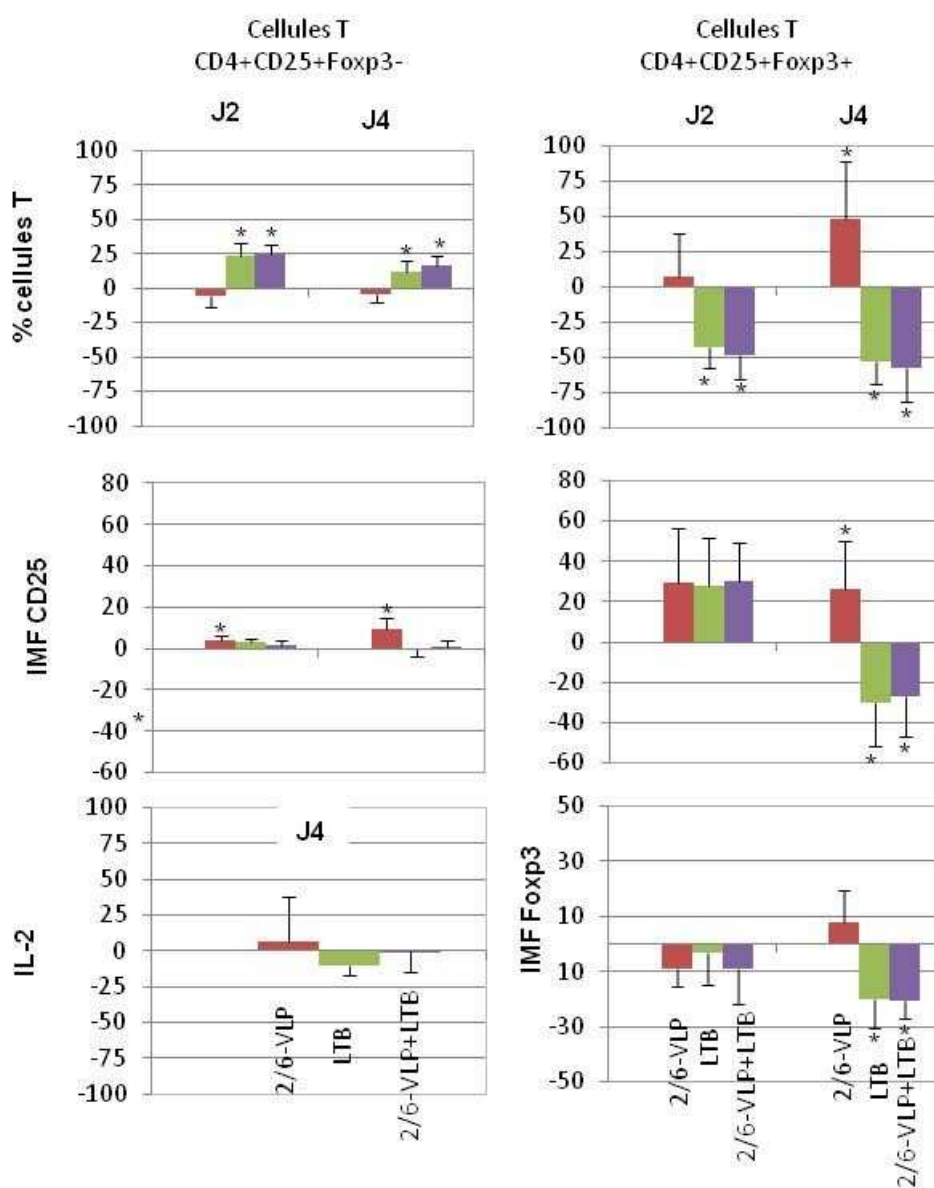 Cellules T
CD4+CD25+Foxp3-
J2 J4
% cellules T
100
75
50
25
0
-25
-50
-75
-100
* * * *
Cellules T
CD4+CD25+Foxp3+
J2 J4
100
75
50
25
0
-25
-50
-75
-100
*
* * * *
IMF CD25
80
60
40
20
0
-20
-40
-60
* *
*
80
60
40
20
0
-20
-40
-60
*
* *
IL-2
100
75
50
25
0
-25
-50
-75
-100
J4
2/6-VLP
LTB
2/6-VLP+LTB
IMF Foxp3
50
30
10
10
-30
-50
* *
2/6-VLP
LTB
2/6-VLP+LTB
2/6-VLP
LTB
2/6-VLP+LTB